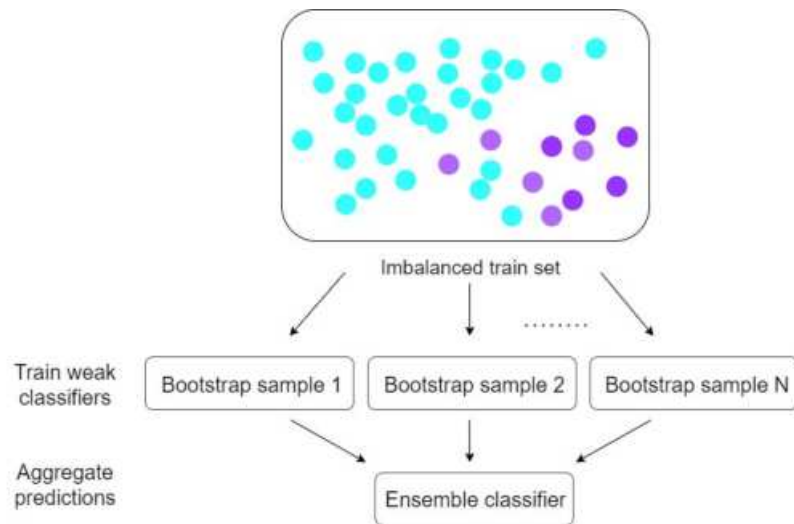 Imbalanced train set
........
Train weak
classifiers
Bootstrap sample 1
Bootstrap sample 2
Bootstrap sample N
Aggregate
predictions
Ensemble classifier